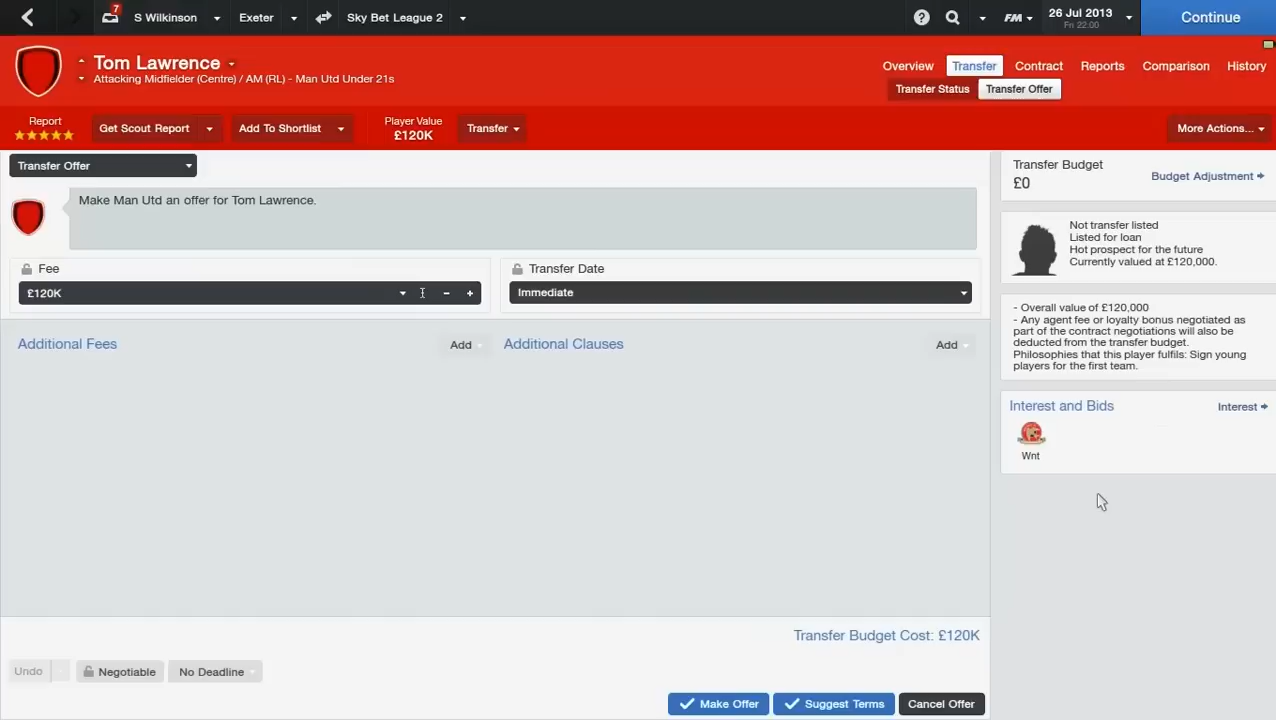 7 S Wilkinson Exeter Sky Bet League 2 FM 26 Jul 2013 Continue
Fri 22:00
Tom Lawrence
Attacking Midfielder (Centre) / AM (RL) - Man Utd Under 21s
Overview Transfer Contract Reports Comparison History
Transfer Status Transfer Offer
Report Get Scout Report Add To Shortlist Player Value Transfer More Actions...
£120K
Transfer Offer
Make Man Utd an offer for Tom Lawrence.
Fee
£120K
Transfer Date
Immediate
Additional Fees Add Additional Clauses Add
Transfer Budget Cost: £120K
Undo Negotiable No Deadline
Make Offer Suggest Terms Cancel Offer
Transfer Budget
£0
Budget Adjustment
Not transfer listed
Listed for loan
Hot prospect for the future
Currently valued at £120,000.
- Overall value of £120,000
- Any agent fee or loyalty bonus negotiated as
part of the contract negotiations will also be
deducted from the transfer budget.
Philosophies that this player fulfils: Sign young
players for the first team.
Interest and Bids Interest
Wnt